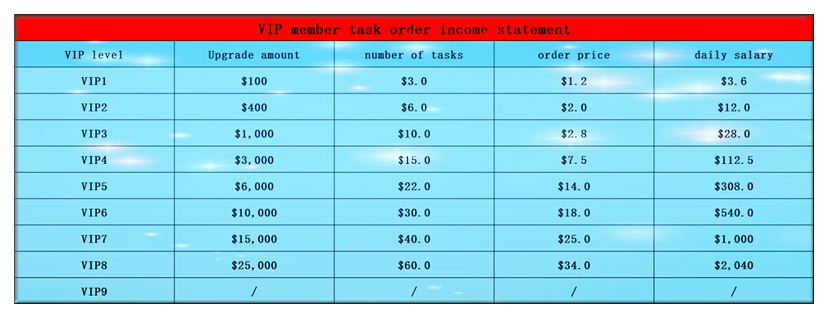 VIP member task order income statement
VIP level Upgrade amount number of tasks order price daily salary
VIP1 $100 $3.0 $1.2 $3.6
VIP2 $400 $6.0 $2.0 $12.0
VIP3 $1,000 $10.0 $2.8 $28.0
VIP4 $3,000 $15.0 $7.5 $112.5
VIP5 $6,000 $22.0 $14.0 $308.0
VIP6 $10,000 $30.0 $18.0 $540.0
VIP7 $15,000 $40.0 $25.0 $1,000
VIP8 $25,000 $60.0 $34.0 $2,040
VIP9 / / / /